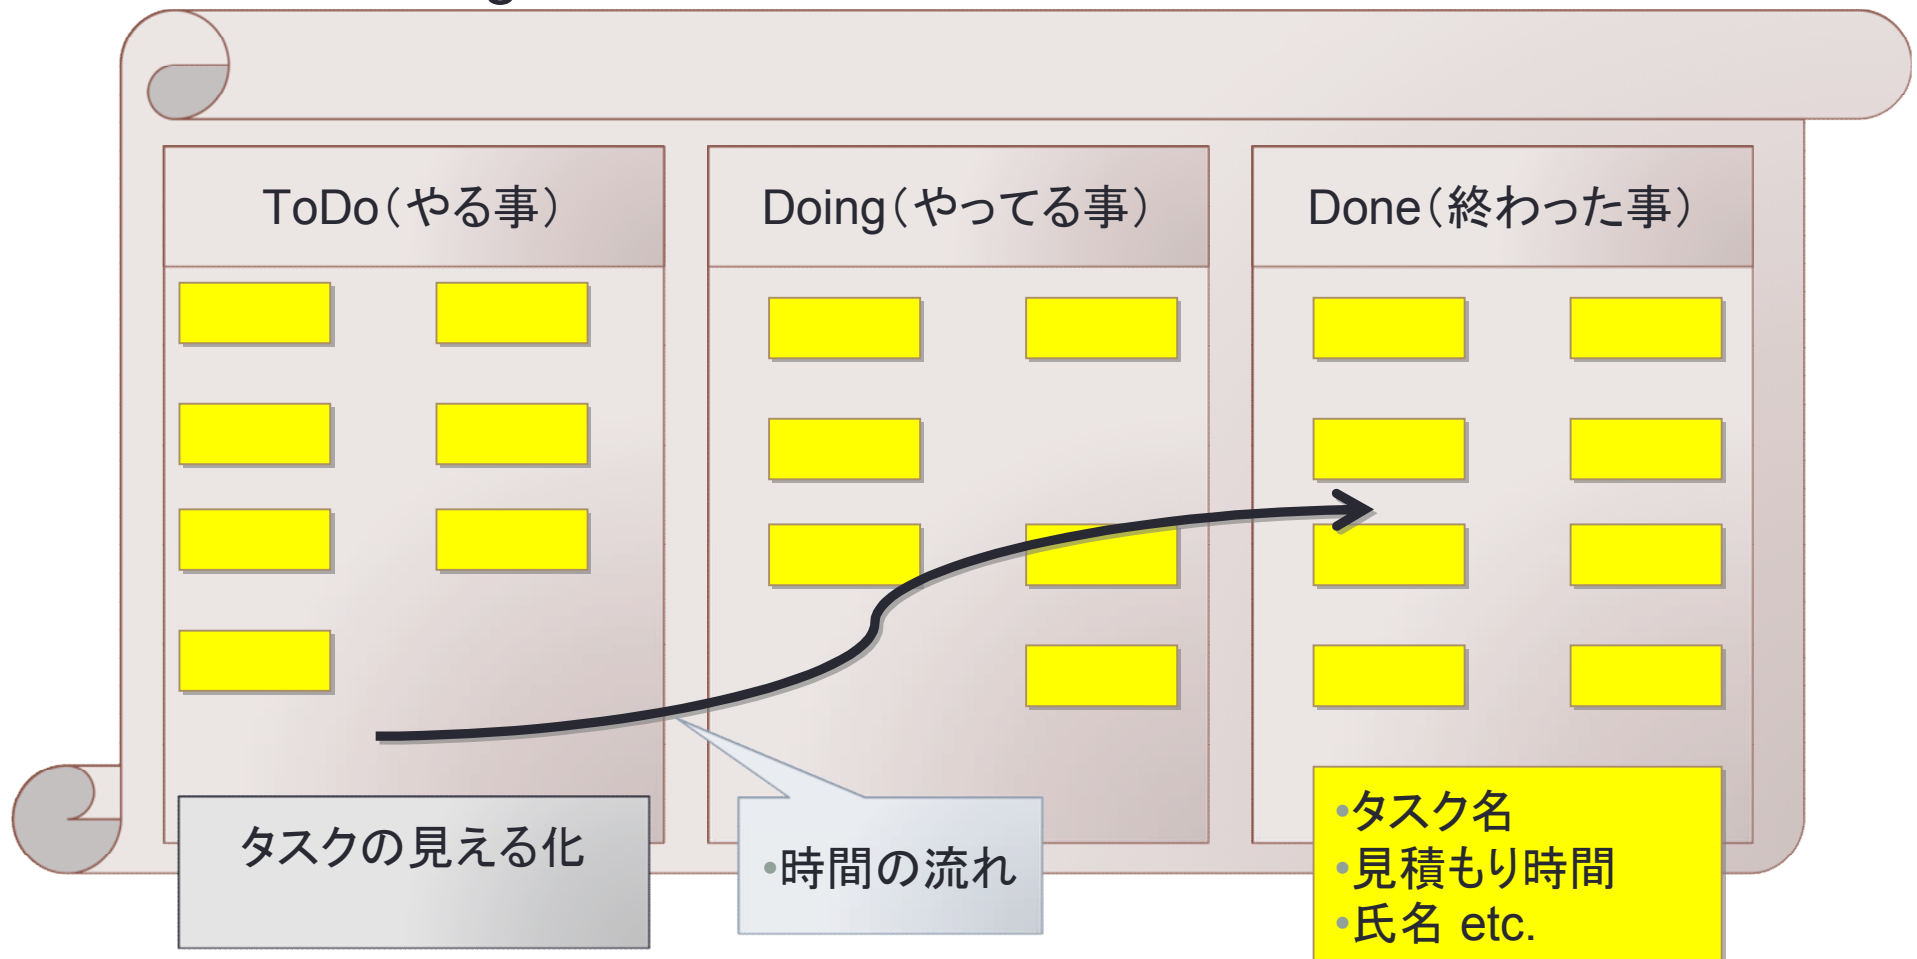 ToDo（やる事）
Doing（やってる事）
Done（終わった事）
タスクの見える化
•時間の流れ
•タスク名
•見積もり時間
•氏名 etc.